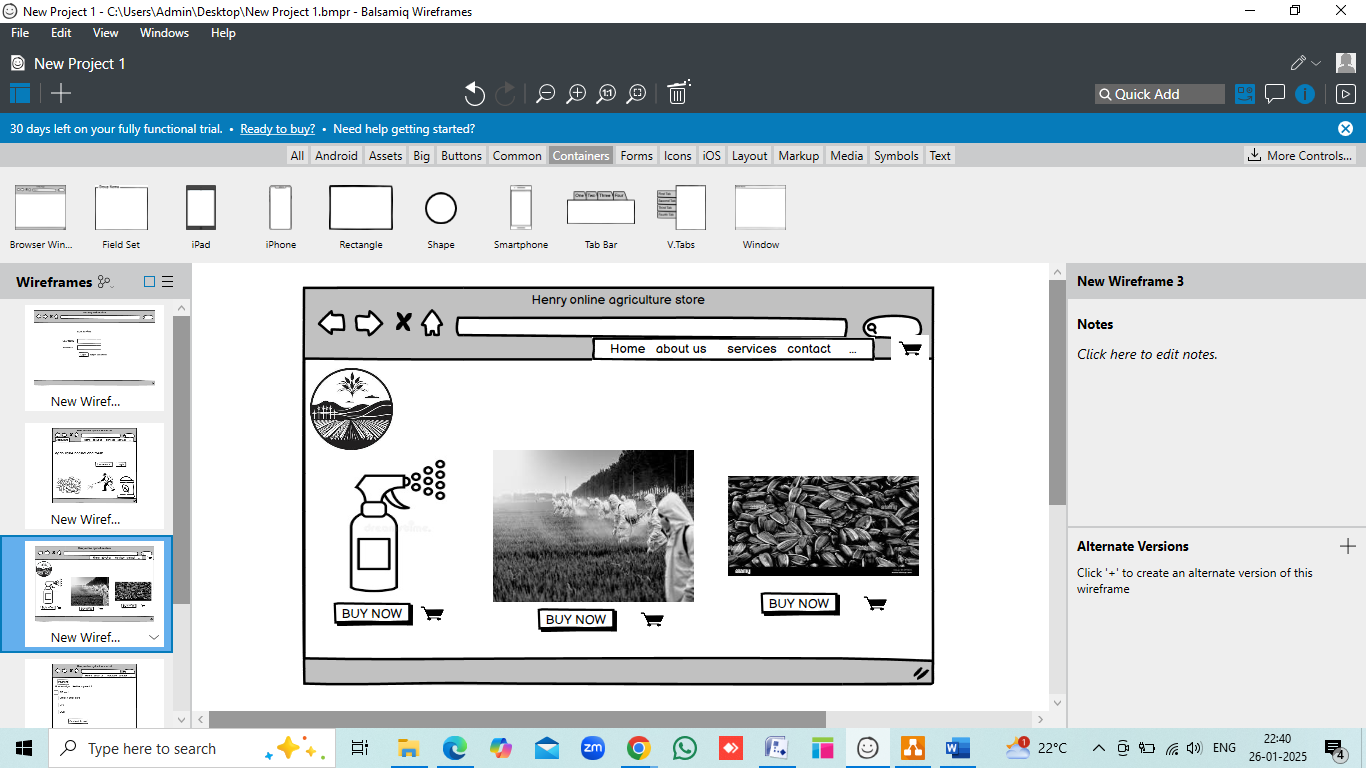 New Project 1 - C:\Users\Admin\Desktop\New Project 1.bmpr - Balsamiq Wireframes
File Edit View Windows Help
New Project 1
1:1
Quick Add
30 days left on your fully functional trial. • Ready to buy? • Need help getting started?
All Android Assets Big Buttons Common Containers Forms Icons iOS Layout Markup Media Symbols Text
More Controls...
Browser Win... Field Set iPad iPhone Rectangle Shape Smartphone Tab Bar V.Tabs Window
Wireframes
New Wiref...
New Wiref...
New Wiref...
Henry online agriculture store
Home about us services contact ...
BUY NOW
BUY NOW
BUY NOW
alamy
New Wireframe 3
Notes
Click here to edit notes.
Alternate Versions
Click '+' to create an alternate version of this
wireframe
Type here to search
zm
1
22°C
ENG
22:40
26-01-2025
4